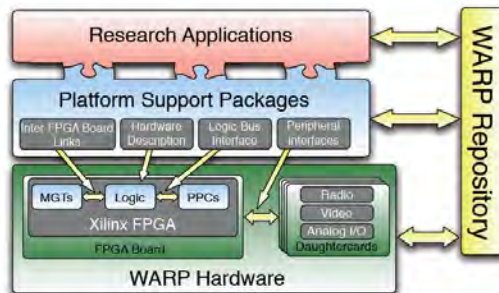 Research Applications
Platform Support Packages
Inter FPGA Board
Links
Hardware
Description
Logic Bus
Interface
Peripheral
Interfaces
MGTs
Logic
PPCs
Xilinx FPGA
FPGA Board
Radio
Video
Analog I/O
Daughtercards
WARP Hardware
WARP Repository